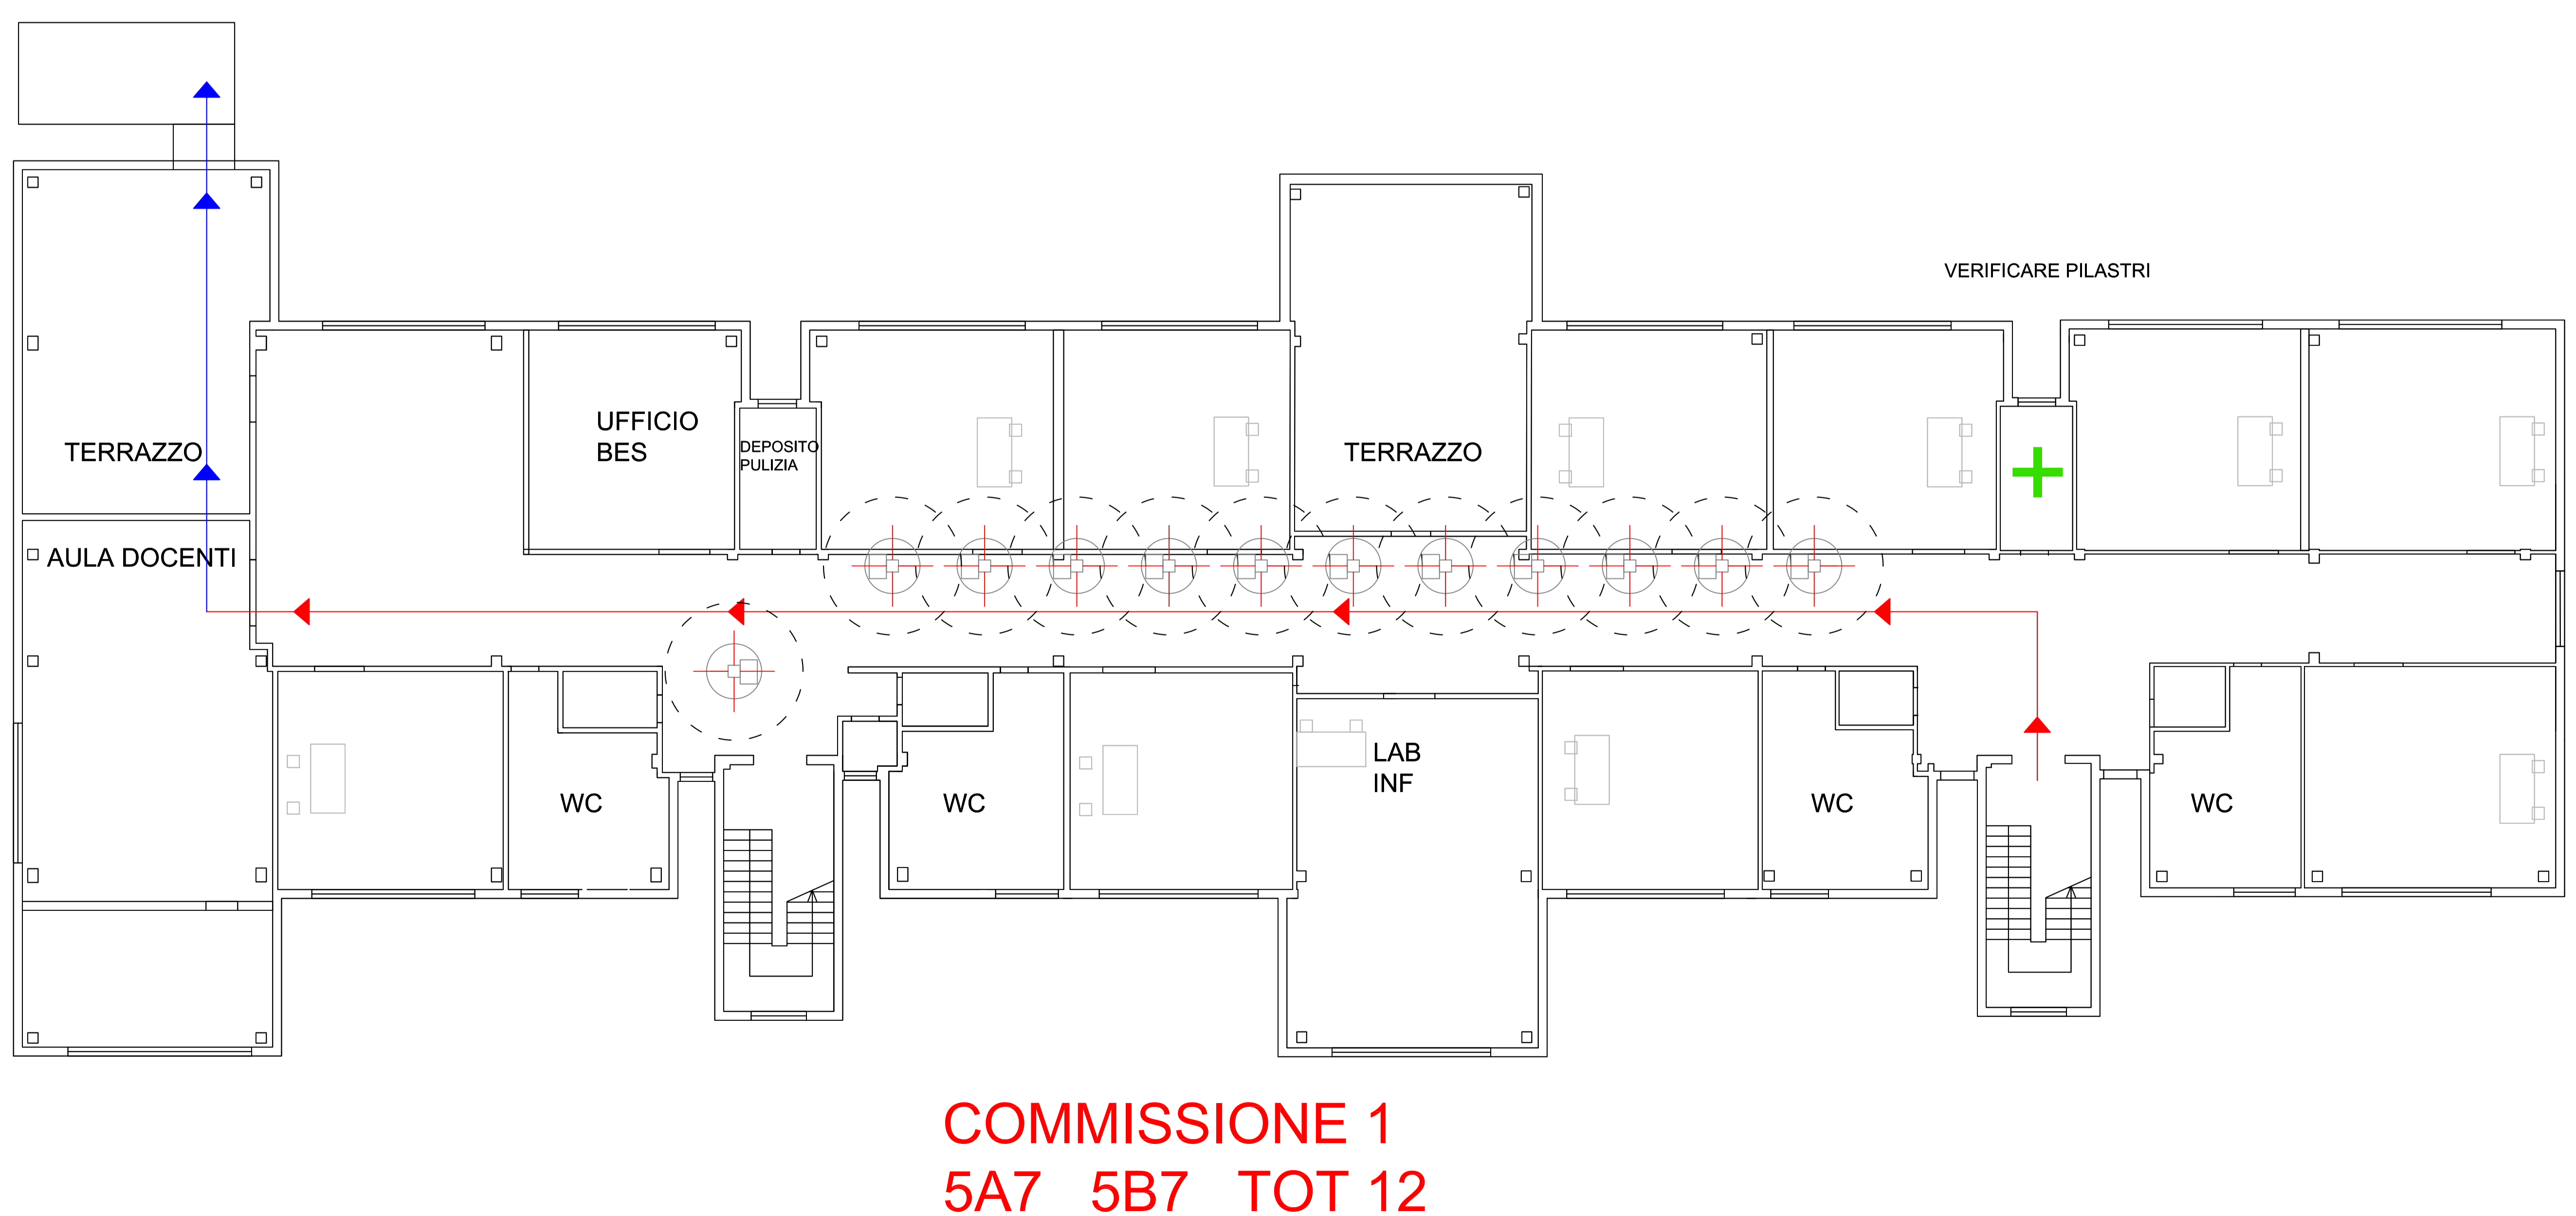 VERIFICARE PILASTRI
UFFICIO
BES
DEPOSITO
PULIZIA
TERRAZZO
TERRAZZO
AULA DOCENTI
LAB
INF
WC
WC
WC
WC
COMMISSIONE 1
5A7 5B7 TOT 12